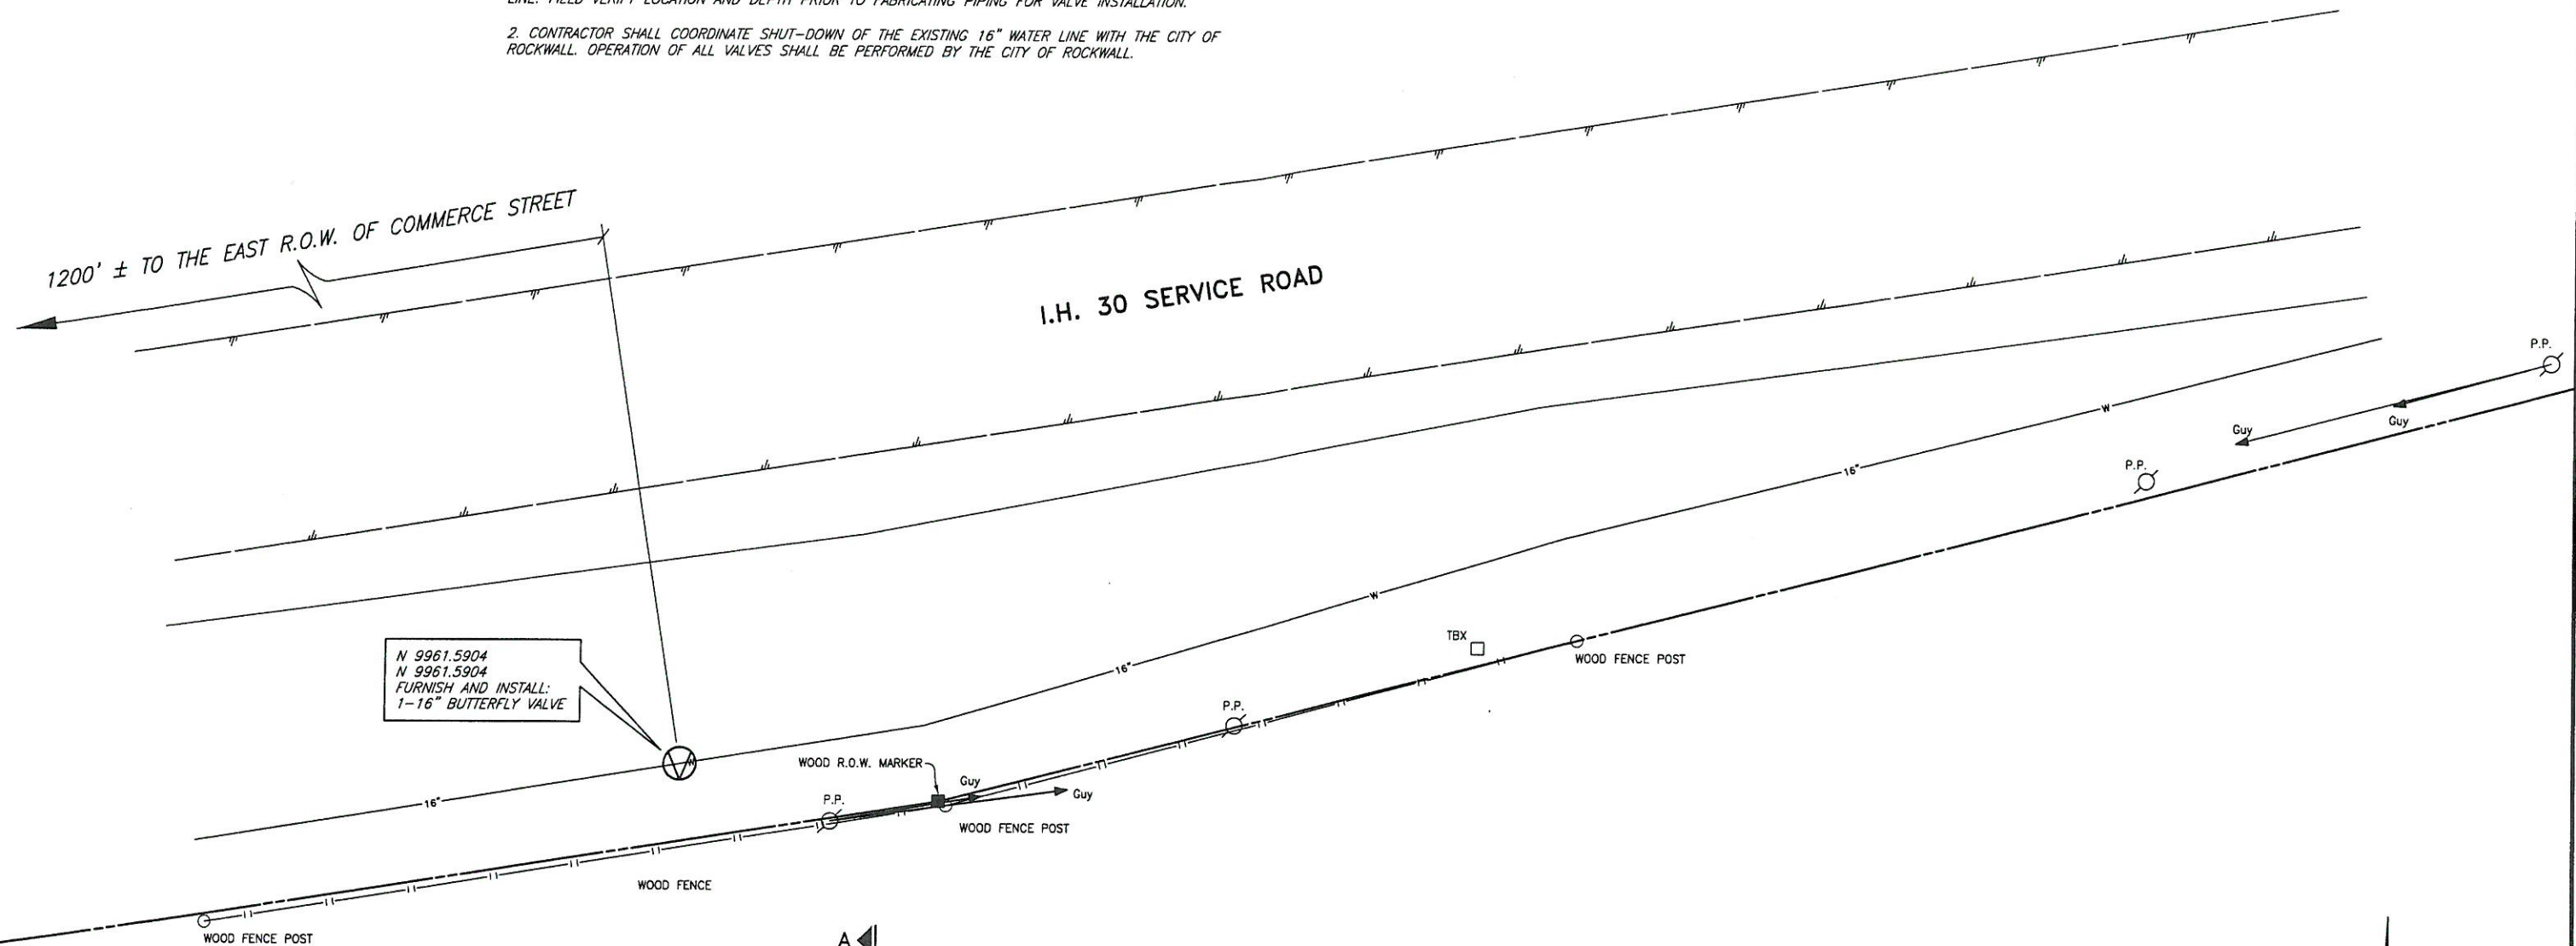 LINE. FIELD VERIFY LOCATION AND DEPTH PRIOR TO FABRICATING PIPING FOR VALVE INSTALLATION.
2. CONTRACTOR SHALL COORDINATE SHUT-DOWN OF THE EXISTING 16" WATER LINE WITH THE CITY OF
ROCKWALL. OPERATION OF ALL VALVES SHALL BE PERFORMED BY THE CITY OF ROCKWALL.
1200' ± TO THE EAST R.O.W. OF COMMERCE STREET
I.H. 30 SERVICE ROAD
P.P.
Guy
Guy
P.P.
W
16"
W
TBX
WOOD FENCE POST
16"
N 9961.5904
N 9961.5904
FURNISH AND INSTALL:
1-16" BUTTERFLY VALVE
P.P.
W
WOOD R.O.W. MARKER
Guy
Guy
P.P.
16"
WOOD FENCE POST
WOOD FENCE
WOOD FENCE POST
A